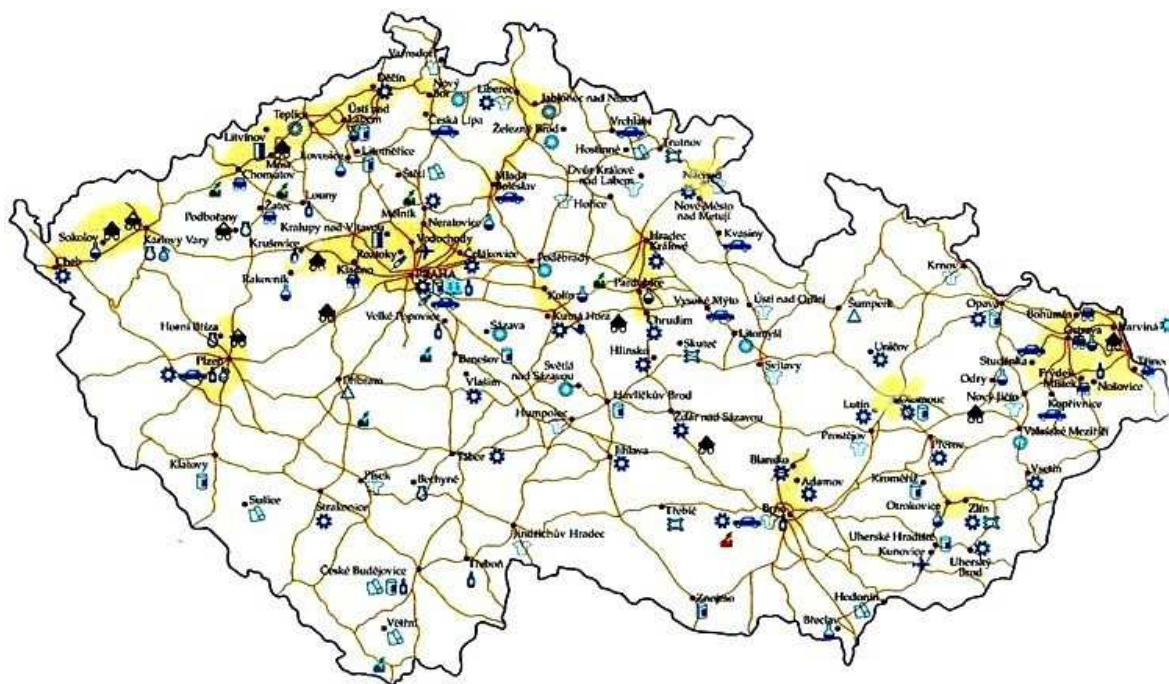 Varnsdorf
Děčín
Nový
Bor
Liberec
Jablonec nad Nisou
Teplice
Ústí nad
Labem
Česká Lípa
Železný Brod
Vrchlabí
Litvínov
Most
Lovosice
Litoměřice
Hostinné
Trutnov
Chomutov
Štětí
Mladá
Boleslav
Dvůr Králové
nad Labem
Náchod
Žatec
Louny
Mělník
Hořice
Nové Město
nad Metují
Podbořany
Neratovice
Sokolov
Karlovy Vary
Krušovice
Kralupy nad Vltavou
Vodochody
Hradec
Králové
Kvasiny
Cheb
Roztoky
Čelákovice
Poděbrady
Krnov
Rakovník
Kladno
PRAHA
Kolín
Pardubice
Vysoké Mýto
Ústí nad Orlicí
Šumperk
Opava
Bohumín
Karviná
Horní Bříza
Velké Popovice
Sázava
Kutná Hora
Chrudim
Litomyšl
Ostrava
Třinec
Plzeň
Benešov
Hlinsko
Skuteč
Uničov
Studénka
Příbram
Vlašim
Světlá
nad Sázavou
Svitavy
Odry
Frýdek
Místek
Nošovice
Humpolec
Havlíčkův Brod
Žďár nad Sázavou
Lutín
Olomouc
Nový Jičín
Kopřivnice
Klatovy
Tábor
Jihlava
Prostějov
Přerov
Valašské Meziříčí
Písek
Bechyně
Blansko
Vsetín
Sušice
Strakonice
Adamov
Kroměříž
Třebíč
Brno
Otrokovice
Zlín
Jindřichův Hradec
Uherské Hradiště
České Budějovice
Třeboň
Kunovice
Uherský
Brod
Znojmo
Hodonín
Větřní
Břeclav